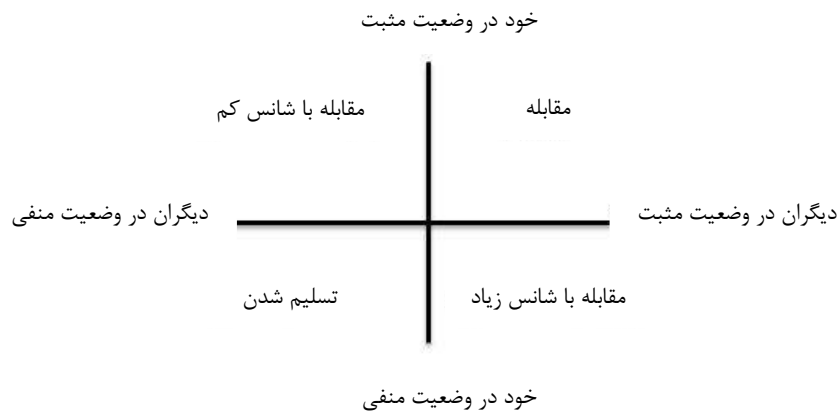 خود در وضعیت مثبت
مقابله
مقابله با شانس کم
دیگران در وضعیت مثبت
دیگران در وضعیت منفی
مقابله با شانس زیاد
تسلیم شدن
خود در وضعیت منفی